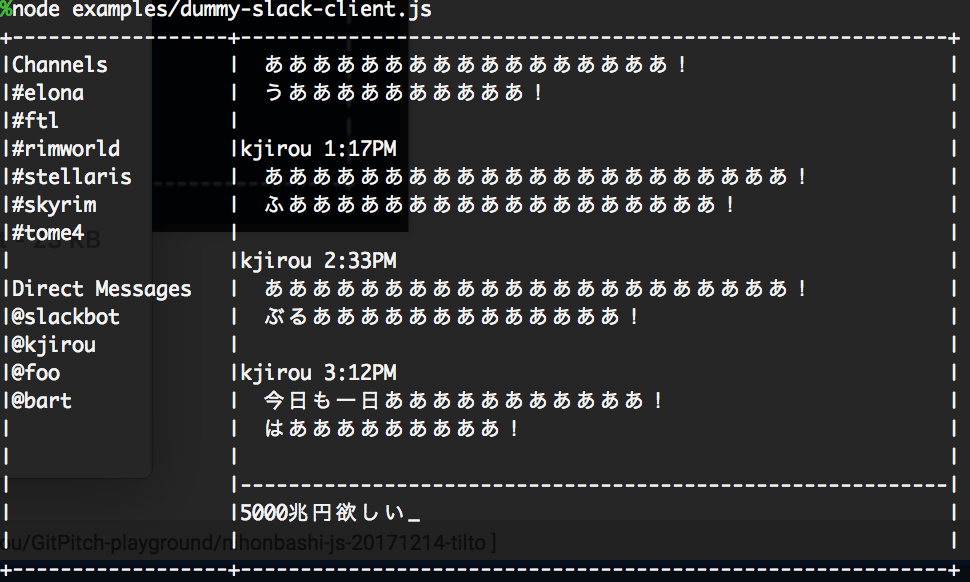 %node examples/dummy-slack-client.js
Channels あああああああああああああああああ！
#elona うああああああああああ！
#ftl
#rimworld kjirou 1:17PM
#stellaris ああああああああああああああああああああああ！
#skyrim ふああああああああああああああああああ！
#tome4
kjirou 2:33PM
Direct Messages ああああああああああああああああああああああ！
@slackbot ぶるあああああああああああああ！
@kjirou
@foo kjirou 3:12PM
@bart 今日も一日あああああああああああ！
はあああああああああ！
5000兆円欲しい_
/GitPitch-playground/nihonbashi-js-20171214-tilto ]